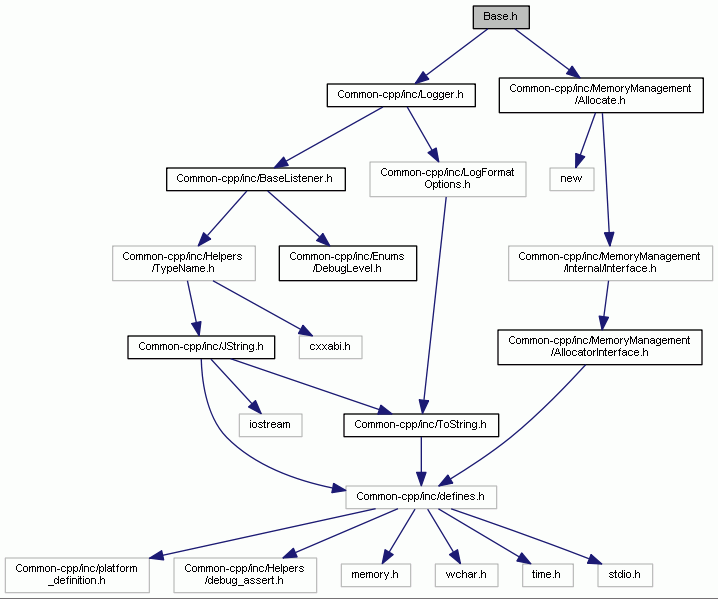 Base.h
Common-cpp/inc/Logger.h
Common-cpp/inc/MemoryManagement
/Allocate.h
Common-cpp/inc/BaseListener.h
Common-cpp/inc/LogFormat
Options.h
new
Common-cpp/inc/Helpers
/TypeName.h
Common-cpp/inc/Enums
/DebugLevel.h
Common-cpp/inc/MemoryManagement
/Internal/Interface.h
Common-cpp/inc/JString.h
cxxabi.h
Common-cpp/inc/MemoryManagement
/AllocatorInterface.h
iostream
Common-cpp/inc/ToString.h
Common-cpp/inc/defines.h
Common-cpp/inc/platform
_definition.h
Common-cpp/inc/Helpers
/debug_assert.h
memory.h
wchar.h
time.h
stdio.h